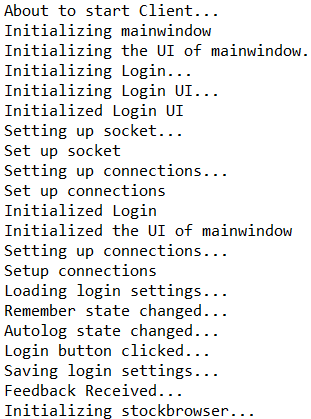 About to start Client...
Initializing mainwindow
Initializing the UI of mainwindow.
Initializing Login...
Initializing Login UI...
Initialized Login UI
Setting up socket...
Set up socket
Setting up connections...
Set up connections
Initialized Login
Initialized the UI of mainwindow
Setting up connections...
Setup connections
Loading login settings...
Remember state changed...
Autolog state changed...
Login button clicked...
Saving login settings...
Feedback Received...
Initializing stockbrowser...